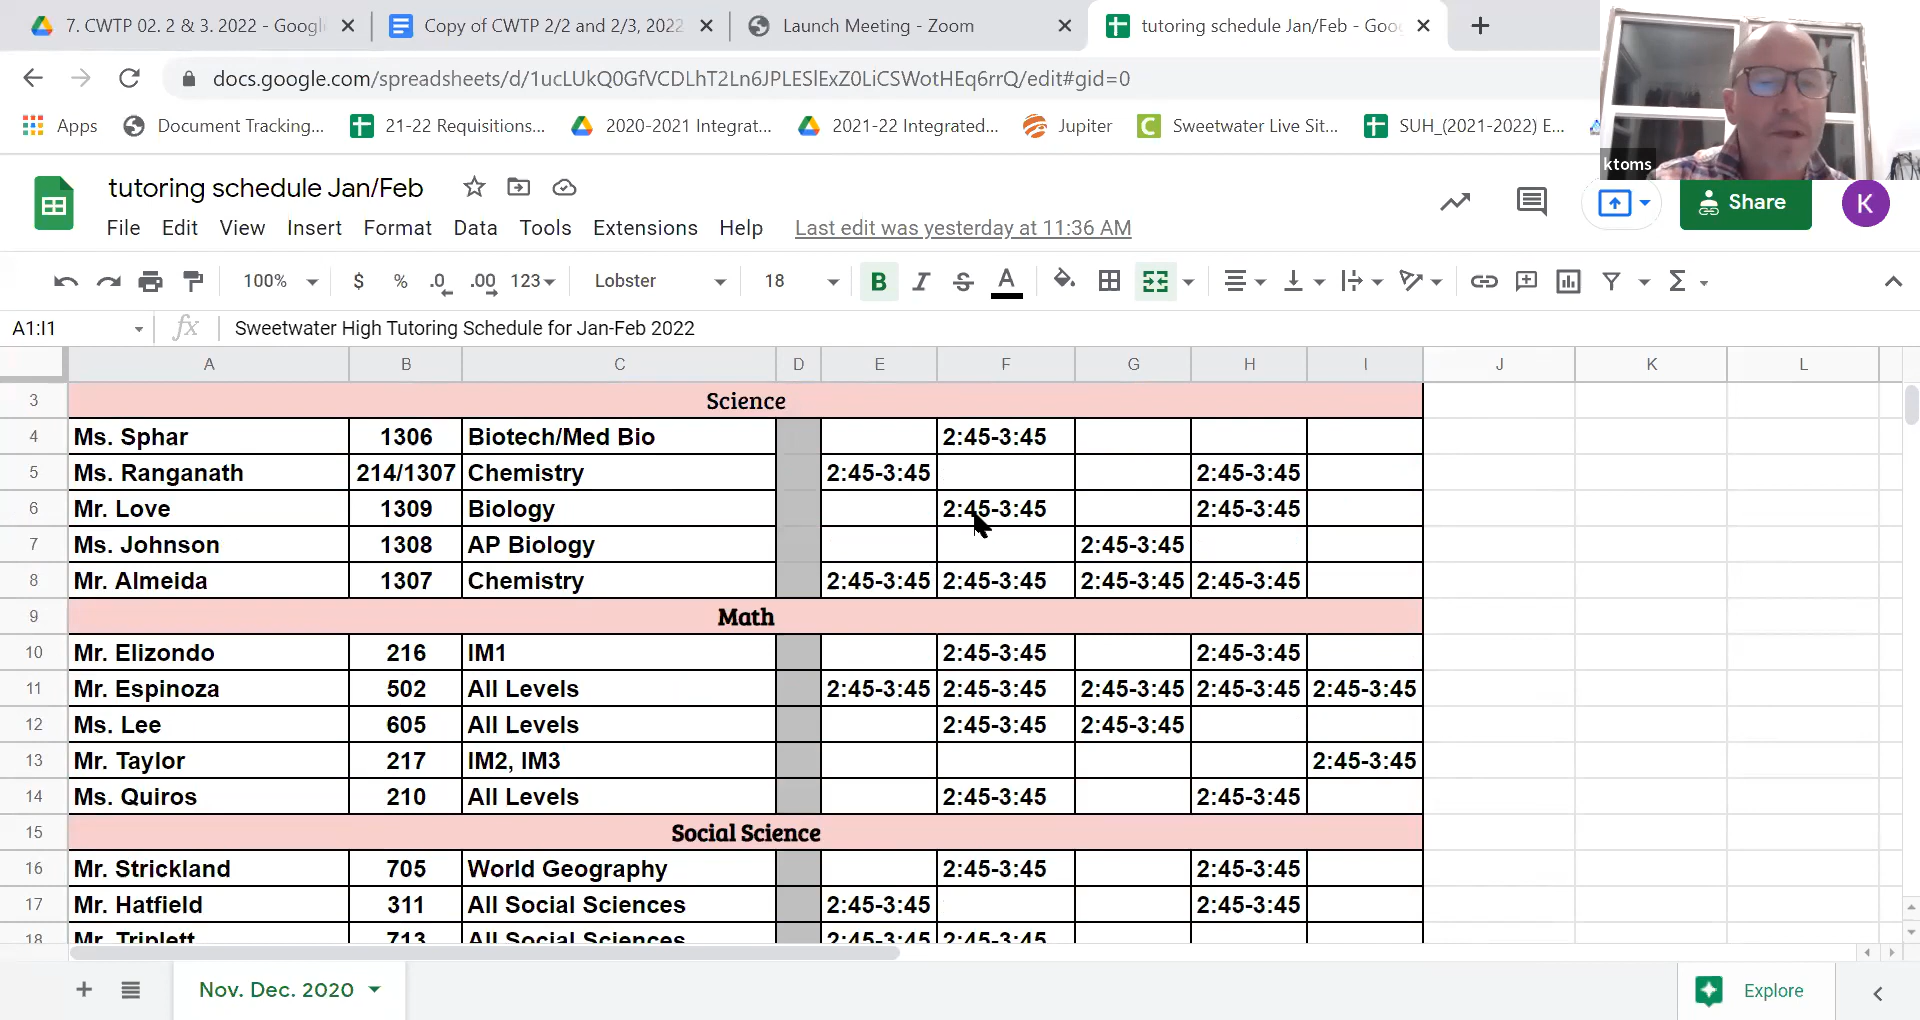 7. CWTP 02. 2 & 3. 2022 - Googl
Copy of CWTP 2/2 and 2/3, 2022
Launch Meeting - Zoom
tutoring schedule Jan/Feb - Goo
docs.google.com/spreadsheets/d/1ucLUkQ0GfVCDLhT2Ln6JPLESlExZ0LiCSWotHEq6rrQ/edit#gid=0
Apps
Document Tracking...
21-22 Requisitions...
2020-2021 Integrat...
2021-22 Integrated...
Jupiter
Sweetwater Live Sit...
SUH_(2021-2022) E...
ktoms
tutoring schedule Jan/Feb
Share
K
File Edit View Insert Format Data Tools Extensions Help Last edit was yesterday at 11:36 AM
100% $ % .0 .00 123 Lobster 18 B I S A Σ
A1:I1 fx Sweetwater High Tutoring Schedule for Jan-Feb 2022
A B C D E F G H I J K L
3 Science
4 Ms. Sphar 1306 Biotech/Med Bio 2:45-3:45
5 Ms. Ranganath 214/1307 Chemistry 2:45-3:45 2:45-3:45
6 Mr. Love 1309 Biology 2:45-3:45 2:45-3:45
7 Ms. Johnson 1308 AP Biology 2:45-3:45
8 Mr. Almeida 1307 Chemistry 2:45-3:45 2:45-3:45 2:45-3:45 2:45-3:45
9 Math
10 Mr. Elizondo 216 IM1 2:45-3:45 2:45-3:45
11 Mr. Espinoza 502 All Levels 2:45-3:45 2:45-3:45 2:45-3:45 2:45-3:45 2:45-3:45
12 Ms. Lee 605 All Levels 2:45-3:45 2:45-3:45
13 Mr. Taylor 217 IM2, IM3 2:45-3:45
14 Ms. Quiros 210 All Levels 2:45-3:45 2:45-3:45
15 Social Science
16 Mr. Strickland 705 World Geography 2:45-3:45 2:45-3:45
17 Mr. Hatfield 311 All Social Sciences 2:45-3:45 2:45-3:45
18 Mr. Triplett 713 All Social Sciences 2:45-3:45 2:45-3:45
Nov. Dec. 2020
Explore